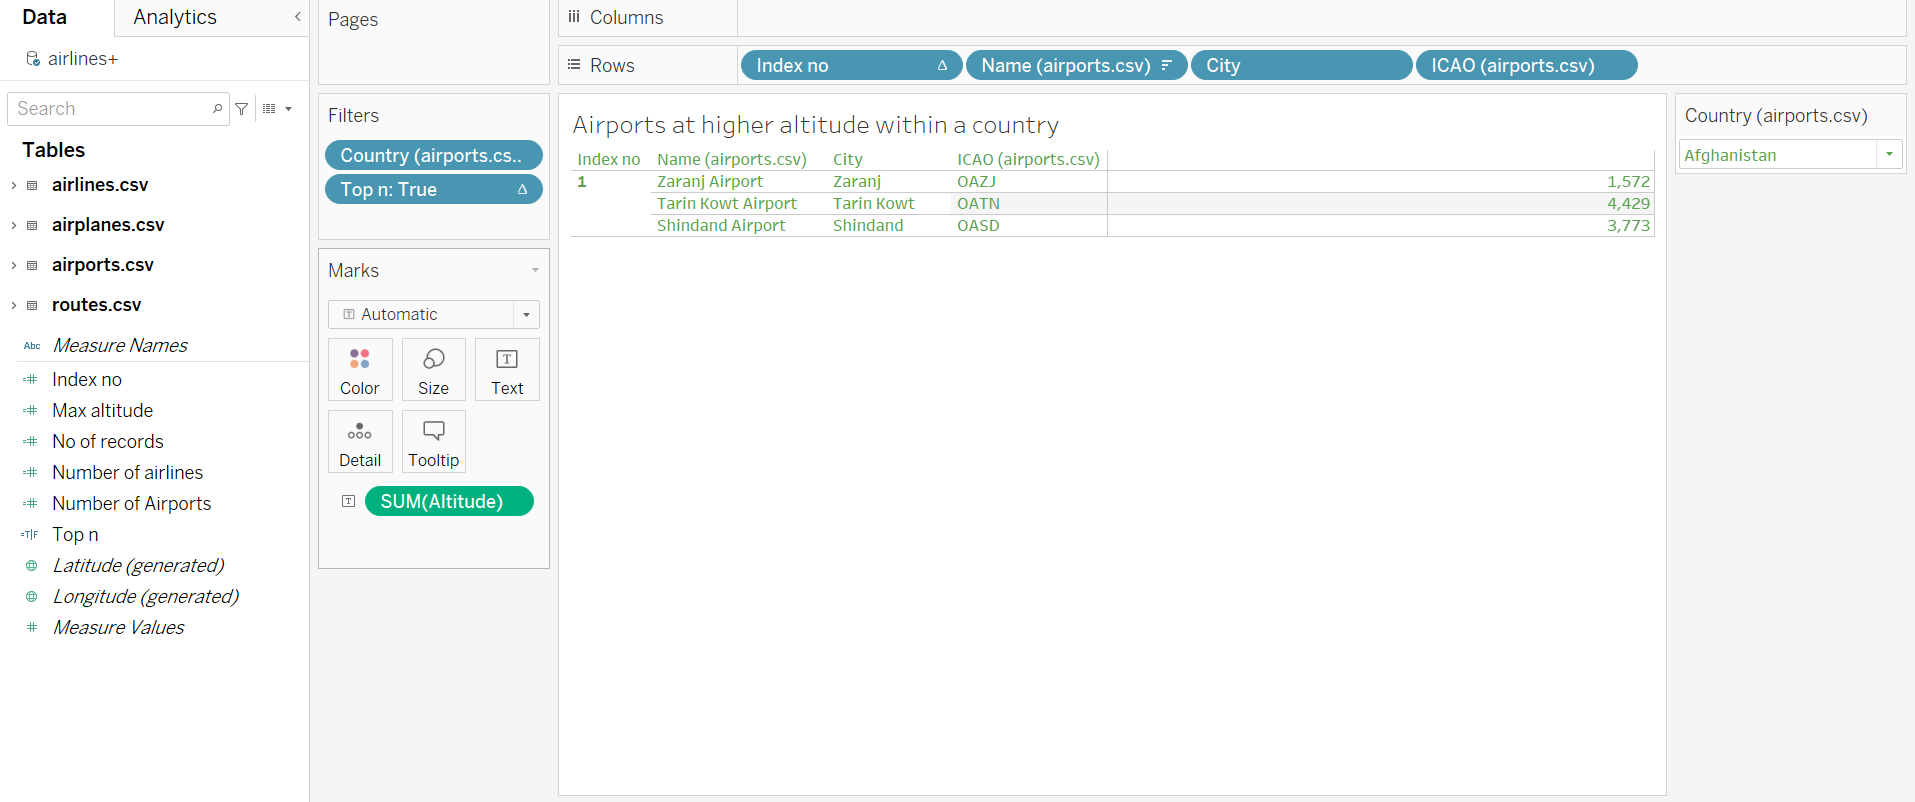 Data
Analytics
airlines+
Search
Tables
airlines.csv
airplanes.csv
airports.csv
routes.csv
Abc Measure Names
Index no
Max altitude
No of records
Number of airlines
Number of Airports
=T|F Top n
Latitude (generated)
Longitude (generated)
Measure Values
Pages
Filters
Country (airports.cs..
Top n: True
Marks
Automatic
Color Size Text
Detail Tooltip
SUM(Altitude)
Columns
Rows Index no Name (airports.csv) City ICAO (airports.csv)
Airports at higher altitude within a country
Index no Name (airports.csv) City ICAO (airports.csv)
1 Zaranj Airport Zaranj OAZJ 1,572
Tarin Kowt Airport Tarin Kowt OATN 4,429
Shindand Airport Shindand OASD 3,773
Country (airports.csv)
Afghanistan